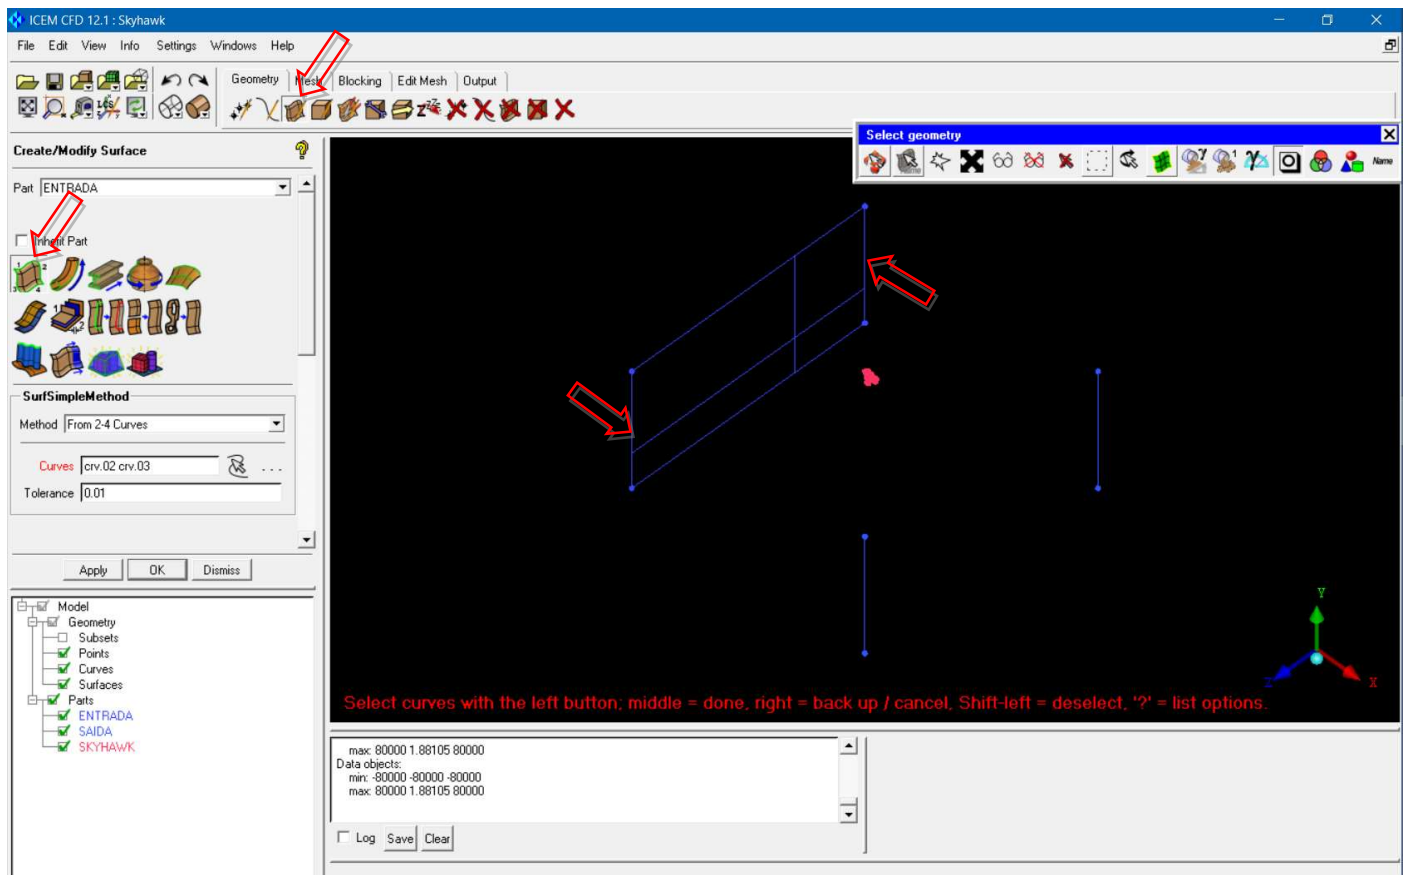 ICEM CFD 12.1 : Skyhawk
File Edit View Info Settings Windows Help
Geometry Mesh Blocking Edit Mesh Output
LCS
Select geometry
Name
Create/Modify Surface
Part ENTRADA
Inherit Part
SurfSimpleMethod
Method From 2-4 Curves
Curves crv.02 crv.03 ...
Tolerance 0.01
Apply OK Dismiss
Model
Geometry
Subsets
Points
Curves
Surfaces
Parts
ENTRADA
SAIDA
SKYHAWK
Y
Z X
Select curves with the left button; middle = done, right = back up / cancel, Shift-left = deselect, '?' = list options.
max: 80000 1.88105 80000
Data objects:
min: -80000 -80000 -80000
max: 80000 1.88105 80000
Log Save Clear